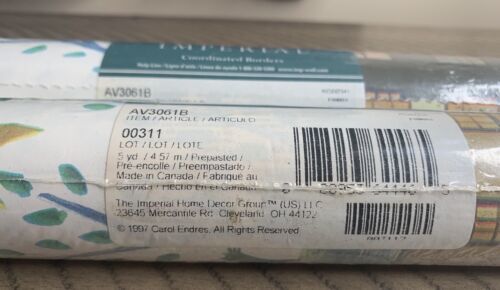 IMPERIAL
Coordinated Borders
AV3061B
AV3061B
ITEM / ARTICLE / ARTICULO
00311
LOT / LOT / LOTE
5 yd. / 4.57 m / Prepasted /
Pré-encollé / Preempastado /
Made in Canada / Fabriqué au
Canada / Hecho en el Canada
The Imperial Home Decor Group™ (US) LLC
23645 Mercantile Rd. Cleveland, OH 44122
© 1997 Carol Endres, All Rights Reserved